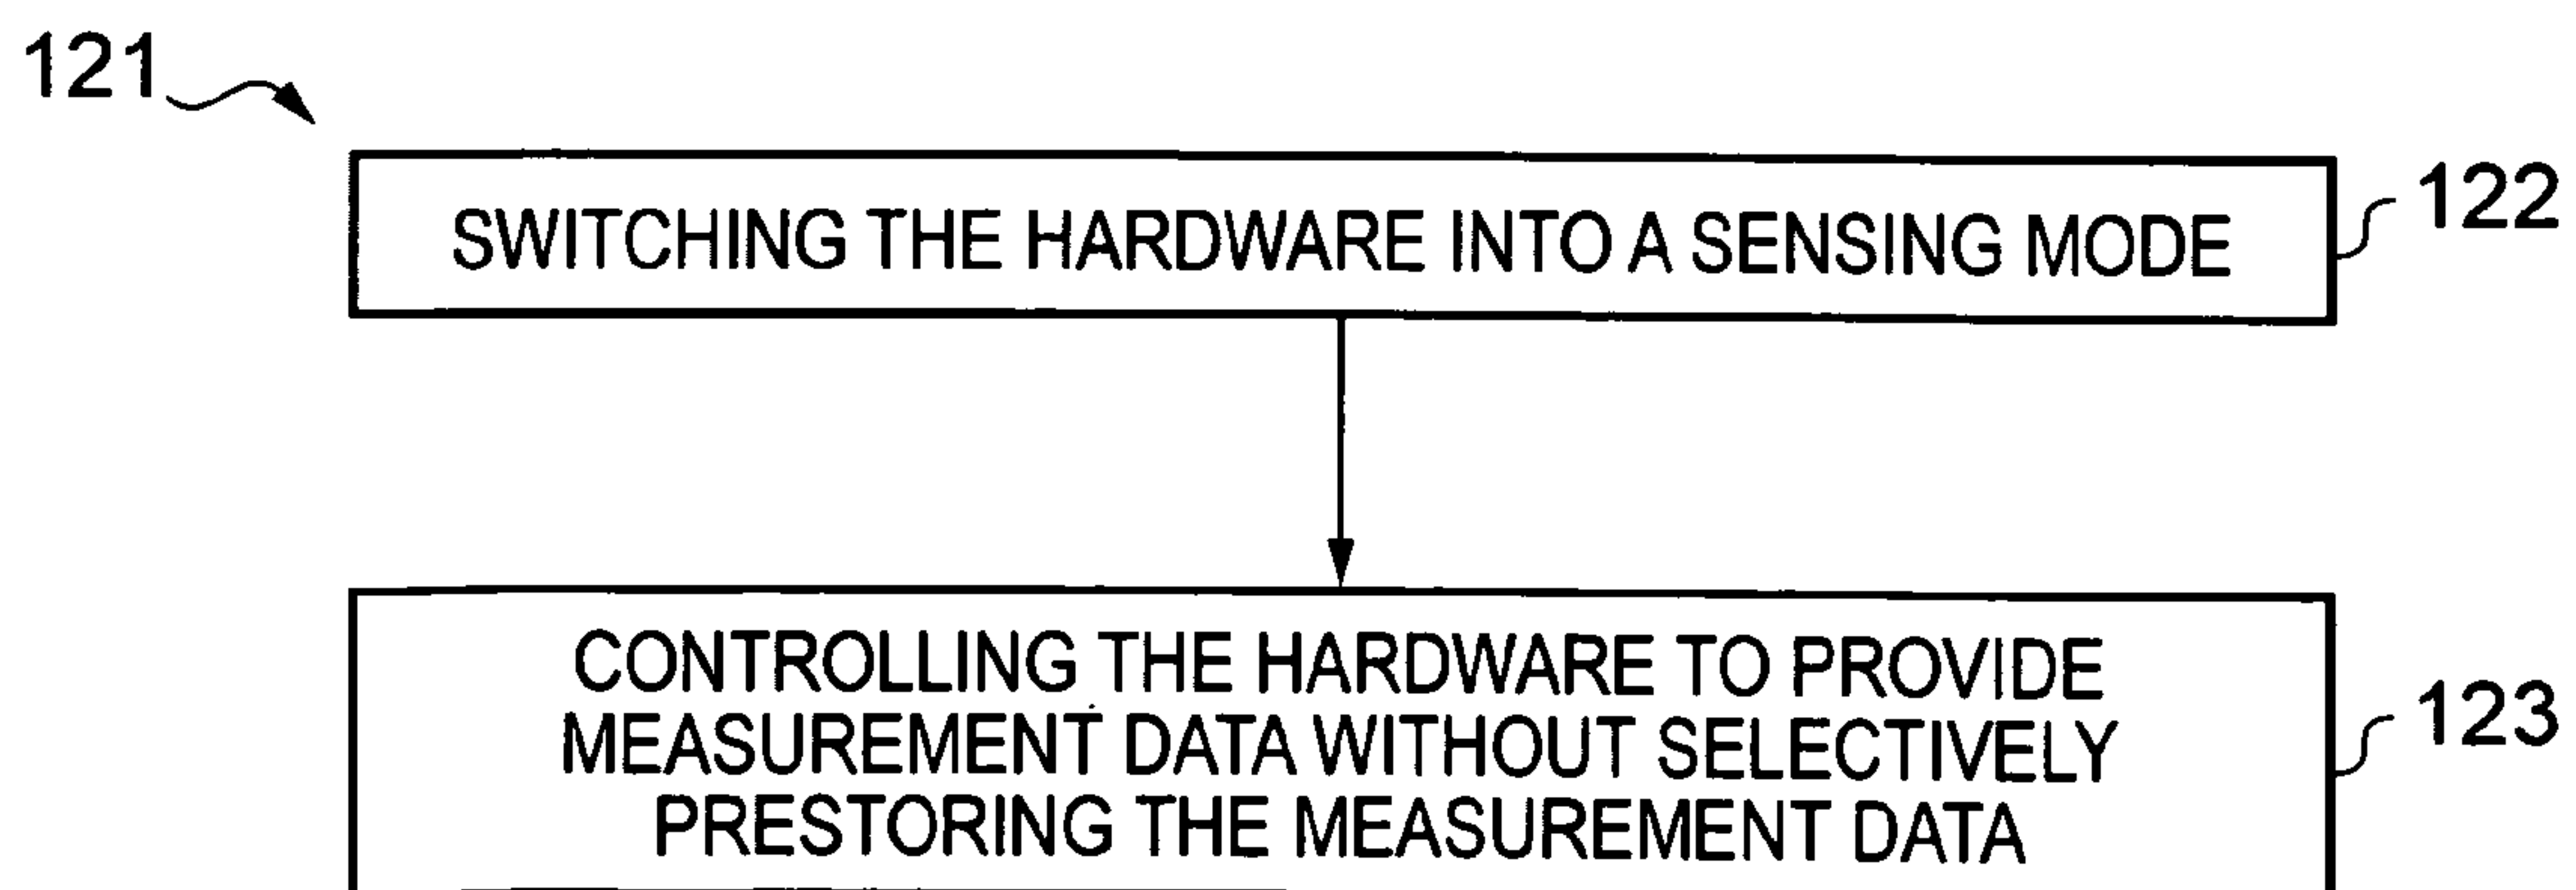 121
SWITCHING THE HARDWARE INTO A SENSING MODE
122
CONTROLLING THE HARDWARE TO PROVIDE
MEASUREMENT DATA WITHOUT SELECTIVELY
PRESTORING THE MEASUREMENT DATA
123